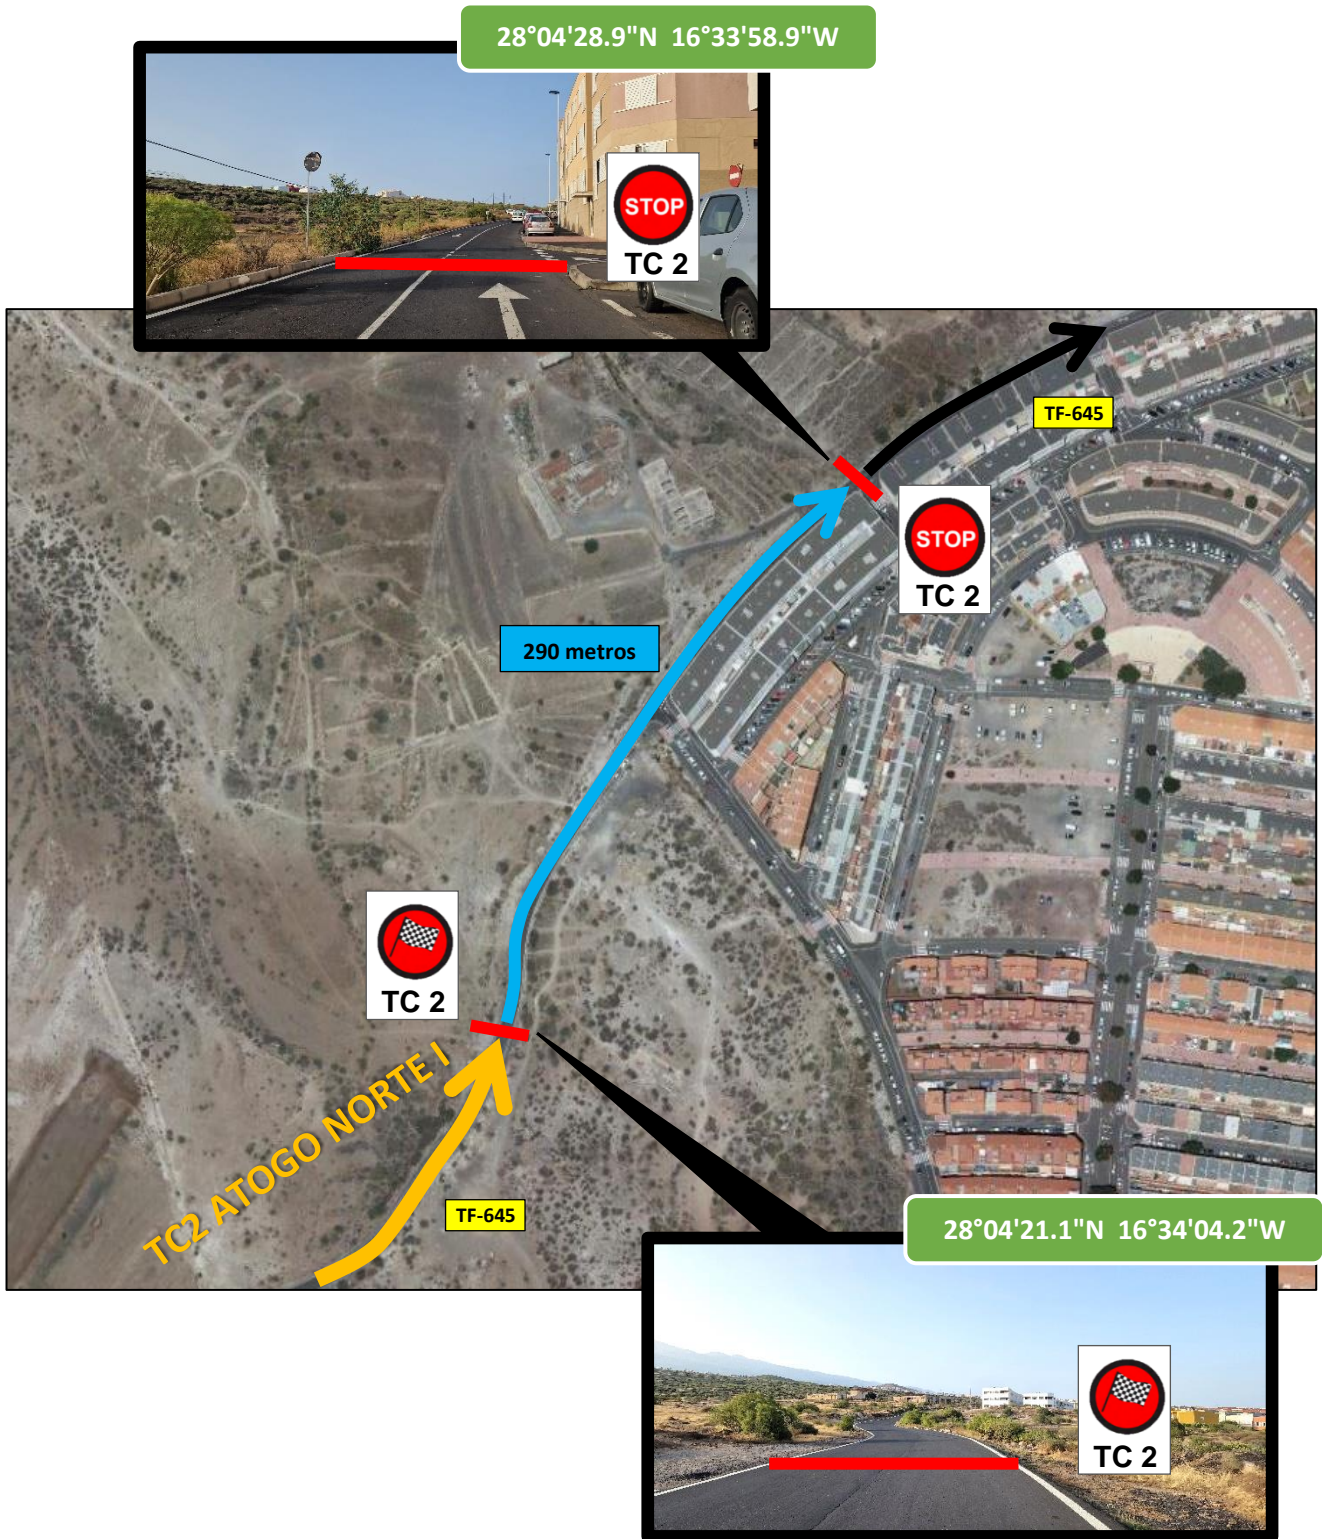 28°04'28.9"N 16°33'58.9"W
STOP
TC 2
TF-645
STOP
TC 2
290 metros
TC 2
TC2 ATOGO NORTE I
TF-645
28°04'21.1"N 16°34'04.2"W
TC 2